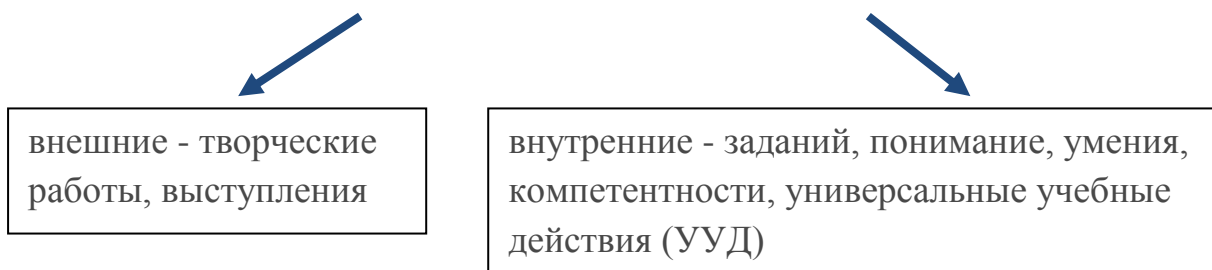 внешние - творческие
работы, выступления
внутренние - заданий, понимание, умения,
компетентности, универсальные учебные
действия (УУД)